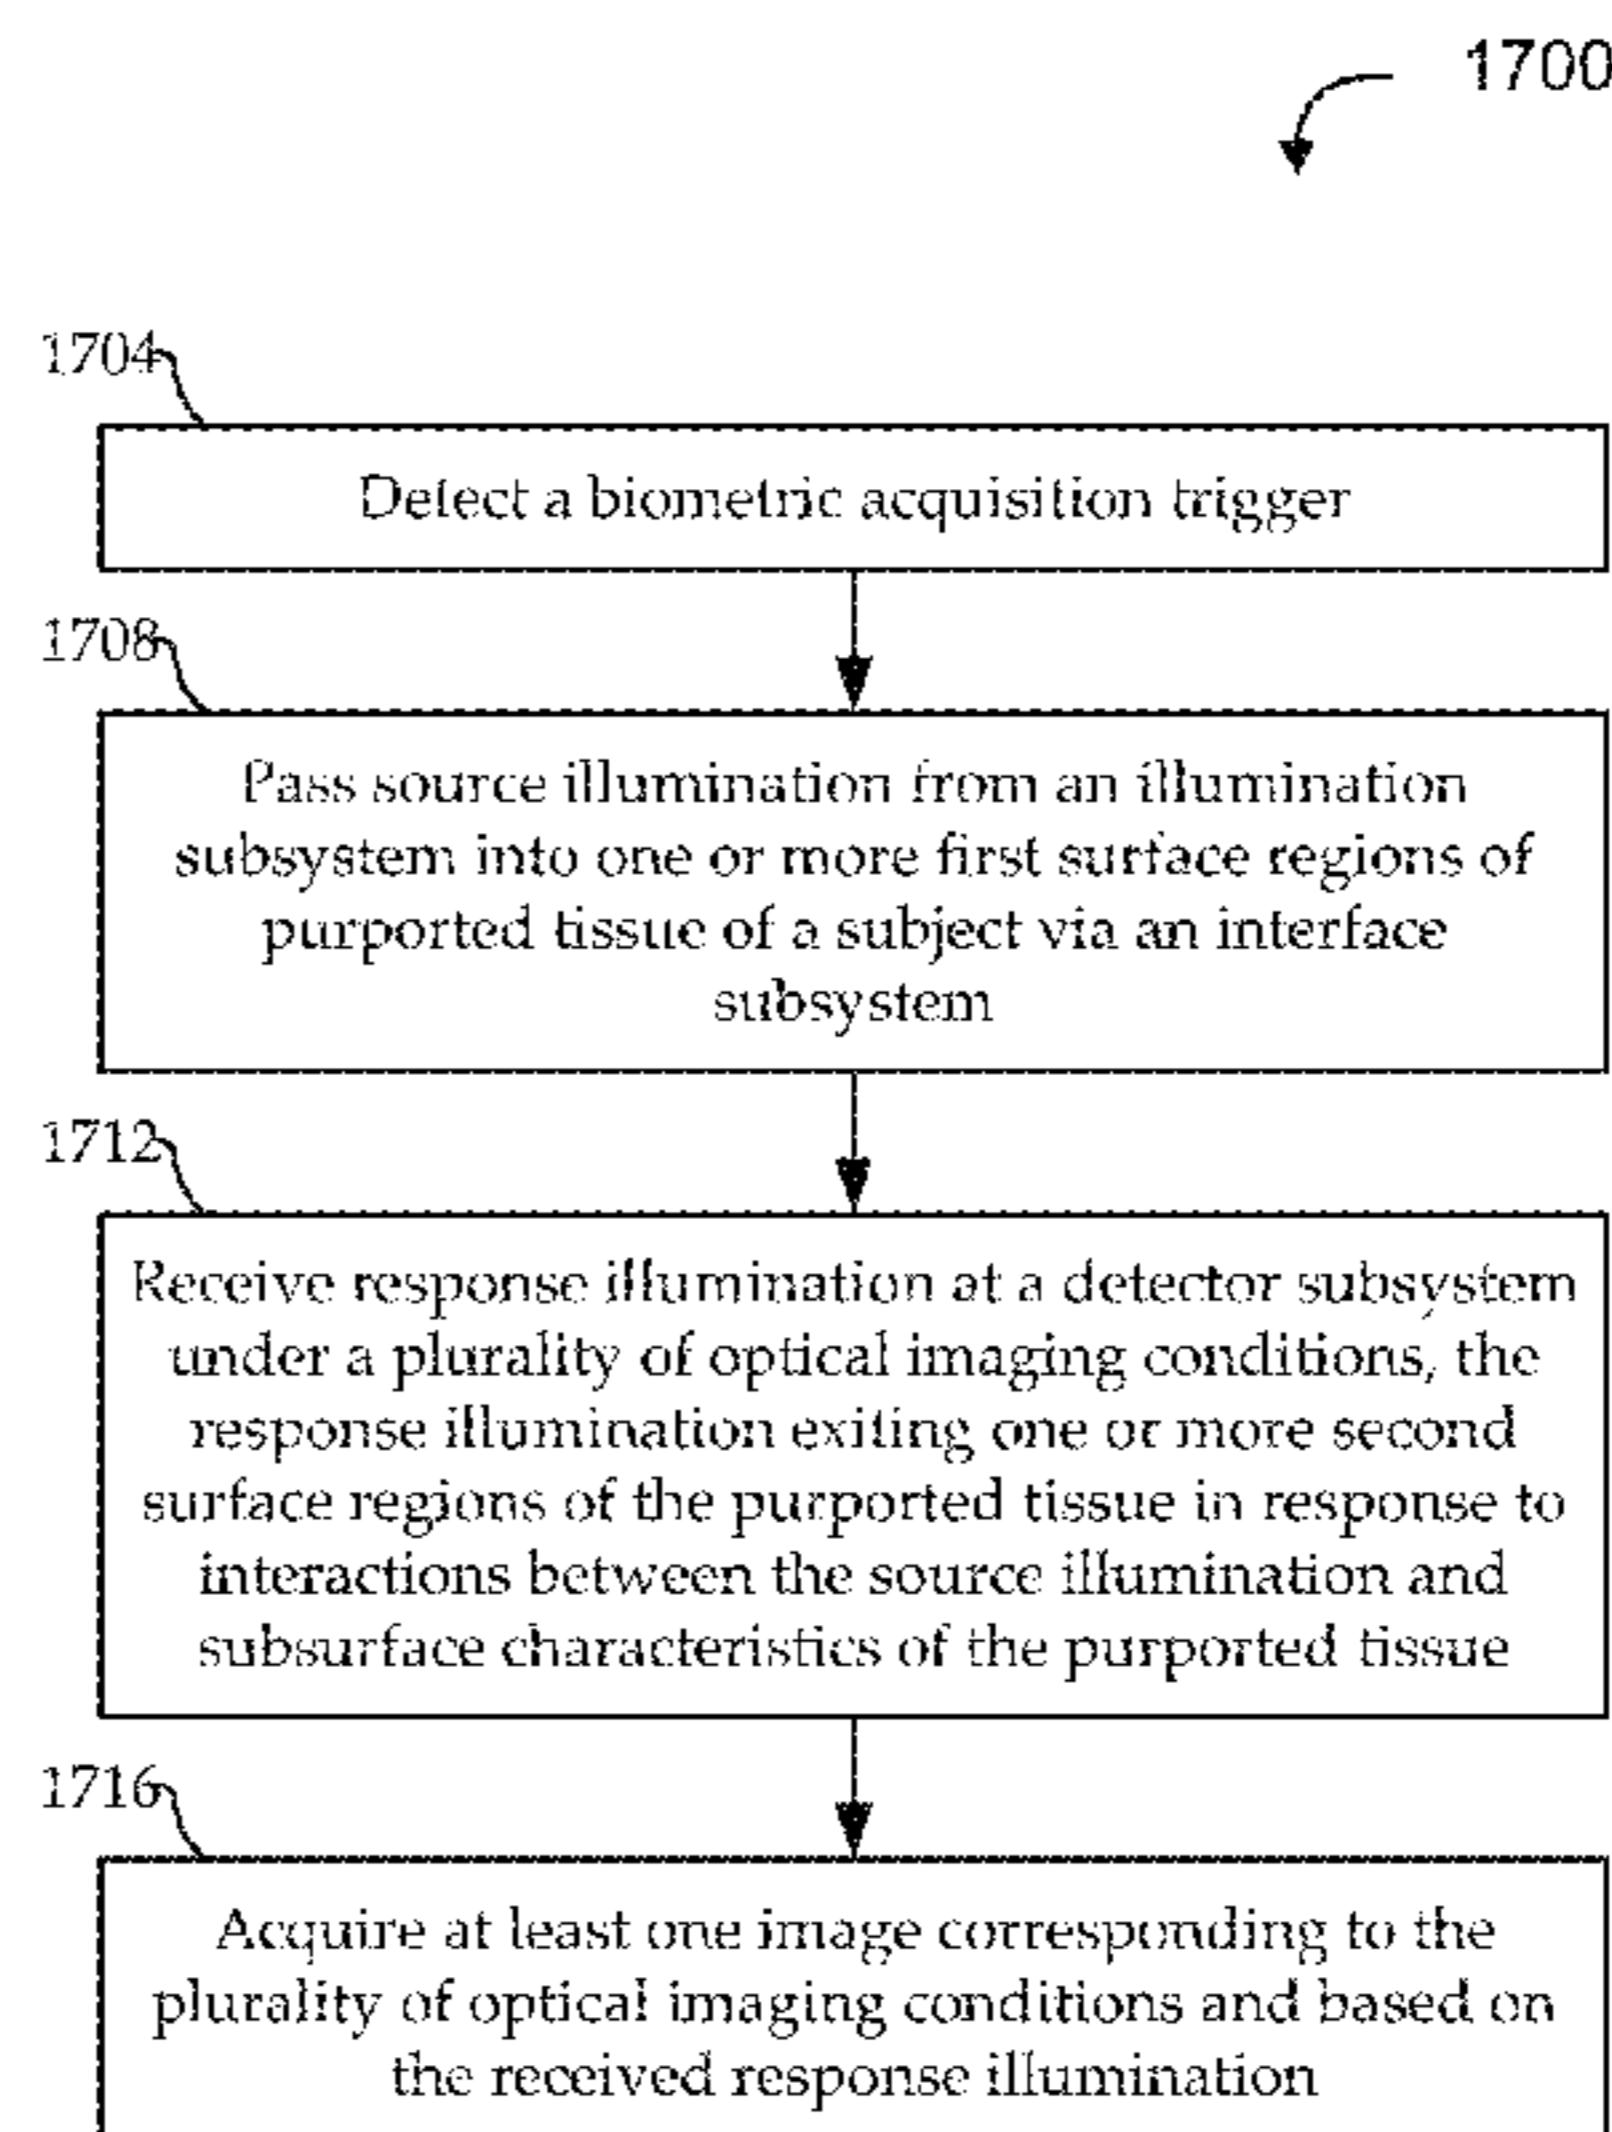 1700
1704
Detect a biometric acquisition trigger
1708
Pass source illumination from an illumination
subsystem into one or more first surface regions of
purported tissue of a subject via an interface
subsystem
1712
Receive response illumination at a detector subsystem
under a plurality of optical imaging conditions, the
response illumination exiting one or more second
surface regions of the purported tissue in response to
interactions between the source illumination and
subsurface characteristics of the purported tissue
1716
Acquire at least one image corresponding to the
plurality of optical imaging conditions and based on
the received response illumination